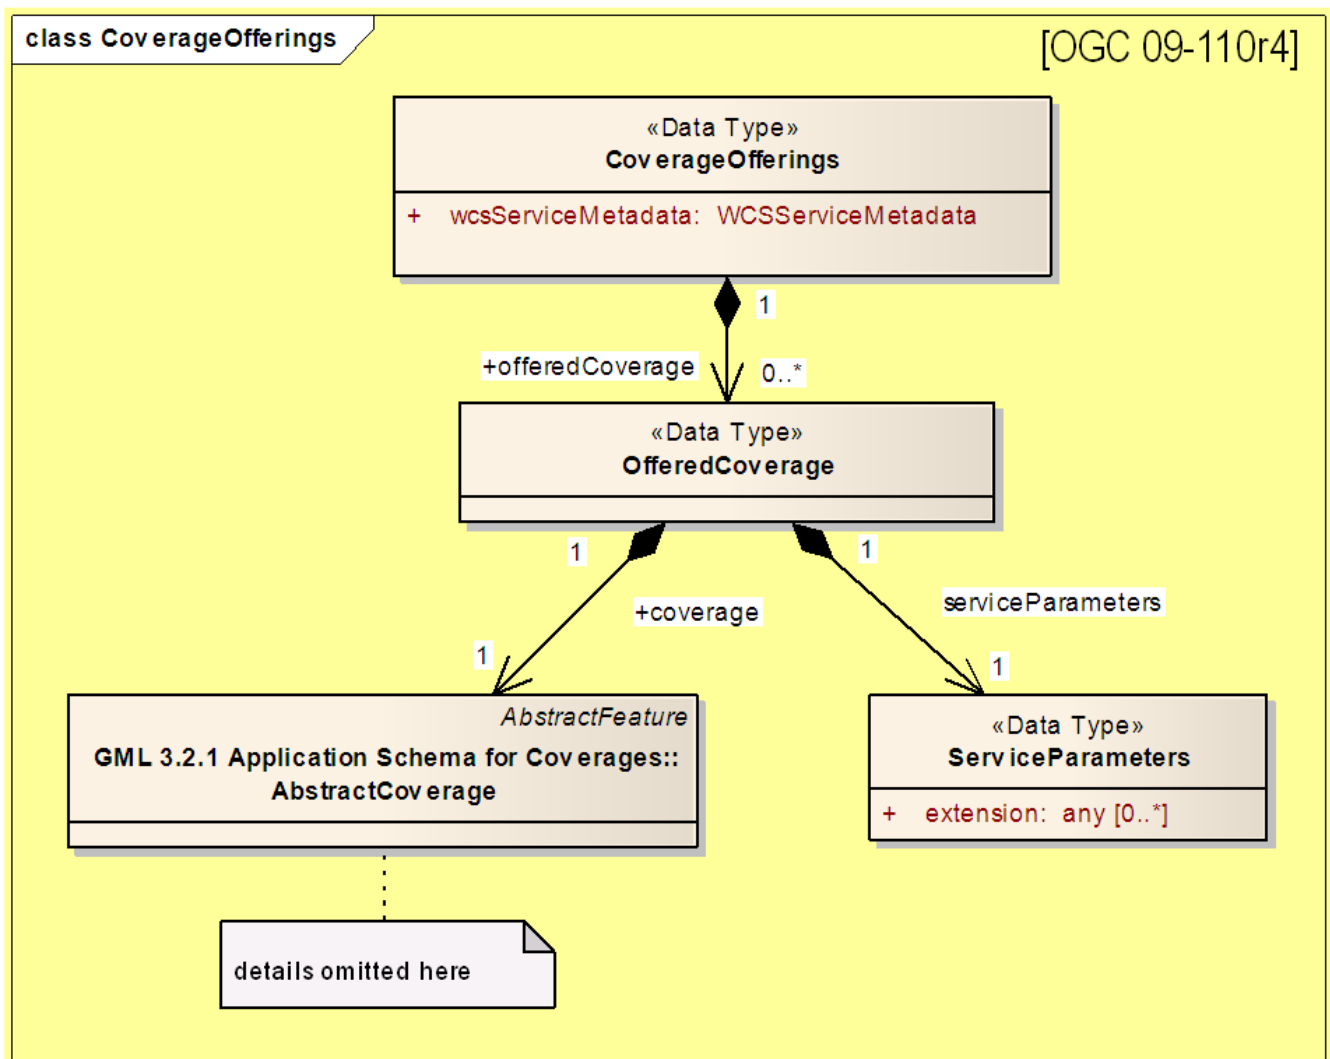 class CoverageOfferings
[OGC 09-110r4]
«Data Type»
CoverageOfferings
+ wcsServiceMetadata: WCSServiceMetadata
1
+offeredCoverage
0..*
«Data Type»
OfferedCoverage
1
1
+coverage
serviceParameters
1
1
AbstractFeature
GML 3.2.1 Application Schema for Coverages::
AbstractCoverage
«Data Type»
ServiceParameters
+ extension: any [0..*]
details omitted here